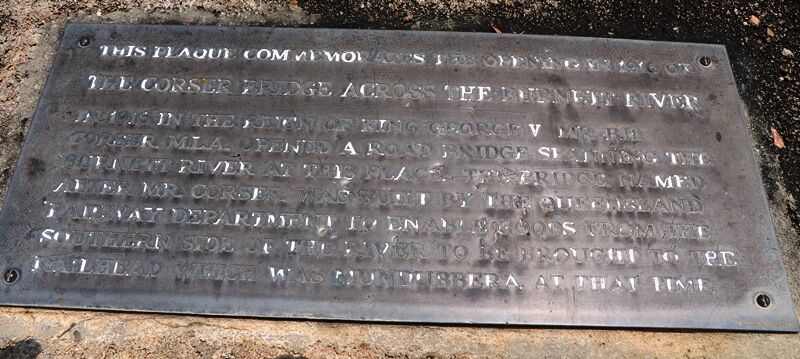 THIS PLAQUE COMMEMORATES THE OPENING IN 1916 OF
THE CORSER BRIDGE ACROSS THE BURNETT RIVER
IN 1916 IN THE REIGN OF KING GEORGE V MR. B.H.
CORSER M.L.A. OPENED A ROAD BRIDGE SPANNING THE
BURNETT RIVER AT THIS PLACE. THE BRIDGE NAMED
AFTER MR. CORSER WAS BUILT BY THE QUEENSLAND
RAILWAY DEPARTMENT TO ENABLE GOODS FROM THE
SOUTHERN SIDE OF THE RIVER TO BE BROUGHT TO THE
RAILHEAD WHICH WAS MUNDUBBERA, AT THAT TIME